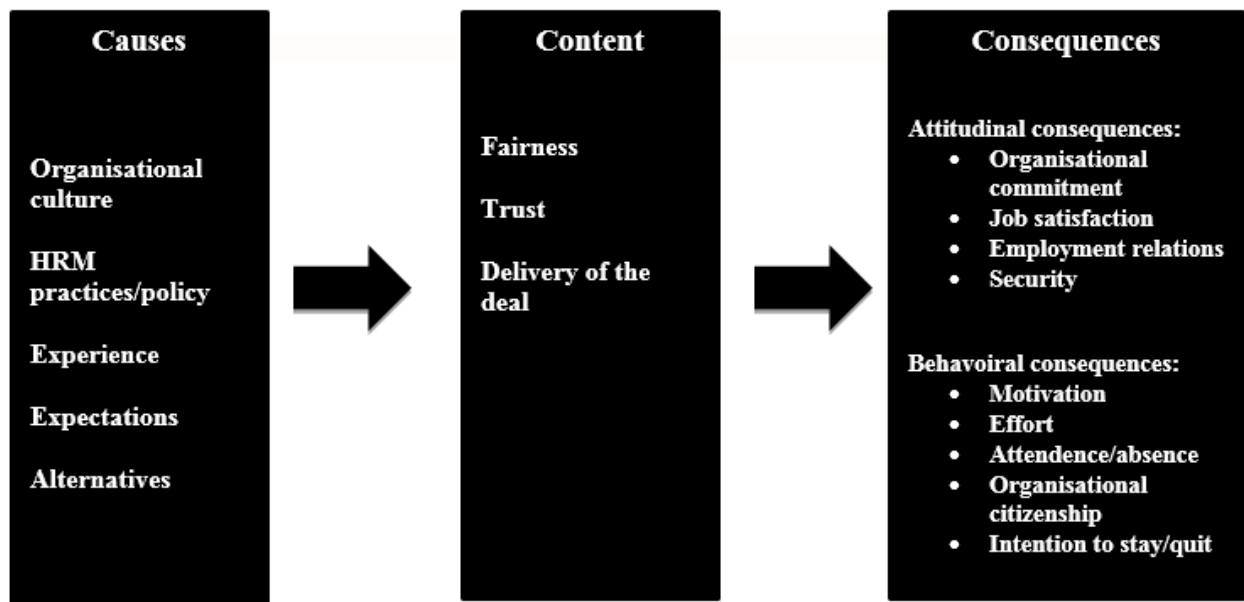 Causes
Organisational
culture
HRM
practices/policy
Experience
Expectations
Alternatives
Content
Fairness
Trust
Delivery of the
deal
Consequences
Attitudinal consequences:
• Organisational
commitment
• Job satisfaction
• Employment relations
• Security
Behavoiral consequences:
• Motivation
• Effort
• Attendence/absence
• Organisational
citizenship
• Intention to stay/quit